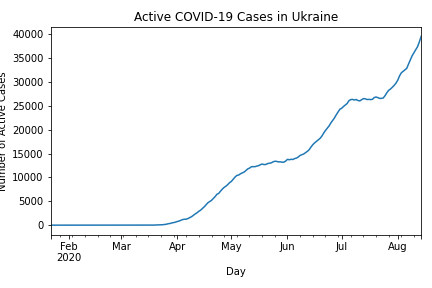 Active COVID-19 Cases in Ukraine
40000
35000
30000
25000
20000
15000
10000
5000
0
Number of Active Cases
Feb
2020
Mar
Apr
May
Jun
Jul
Aug
Day